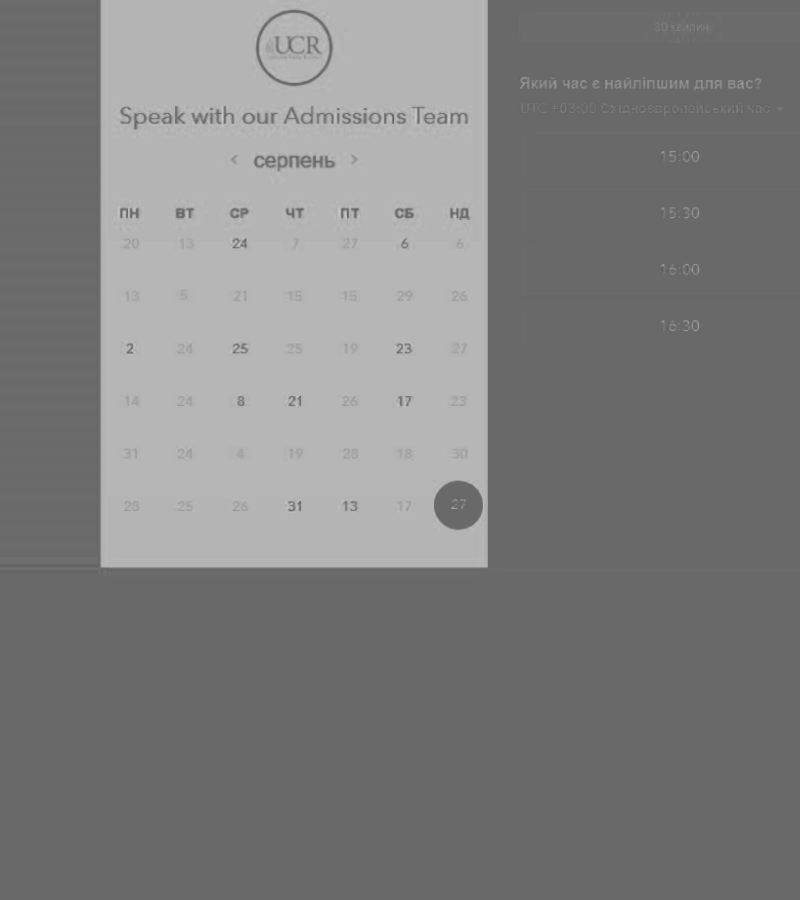 UCR
Speak with our Admissions Team
< серпень >
ПН ВТ СР ЧТ ПТ СБ НД
20 13 24 7 27 6 6
13 5 21 15 15 29 26
2 24 25 25 19 23 27
14 24 8 21 26 17 23
31 24 4 19 28 18 30
28 25 26 31 13 17 27
30 хвилин
Який час є найліпшим для вас?
UTC +03:00 Східноєвропейський час
15:00
15:30
16:00
16:30